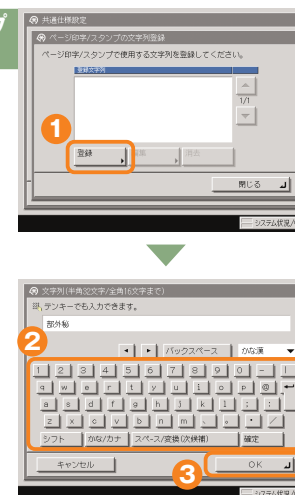 プ
共通仕様設定
ページ印字/スタンプの文字列登録
ページ印字/スタンプで使用する文字列を登録してください。
登録文字列
1/1
1
登録 編集 消去
閉じる
システム状況/
文字列(半角32文字/全角16文字まで)
テンキーでも入力できます。
部外秘
2
バックスペース かな漢
1 2 3 4 5 6 7 8 9 0 - |
q w e r t y u i o p @
a s d f g h j k l ; :
z x c v b n m 、 。 ・ /
シフト かな/カナ スペース/変換(次候補) 確定
キャンセル 3 OK
システム状況/